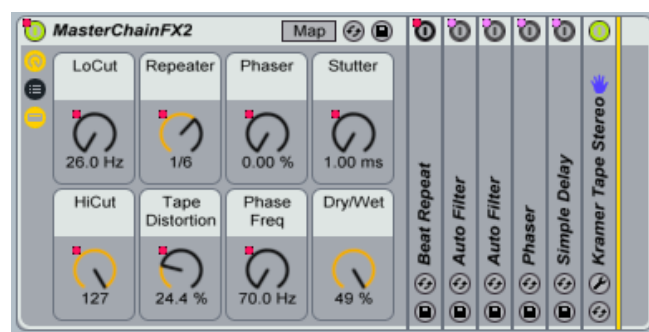 MasterChainFX2 Map
LoCut Repeater Phaser Stutter
26.0 Hz 1/6 0.00 % 1.00 ms
HiCut Tape Distortion Phase Freq Dry/Wet
127 24.4 % 70.0 Hz 49 %
Beat Repeat
Auto Filter
Auto Filter
Phaser
Simple Delay
Kramer Tape Stereo